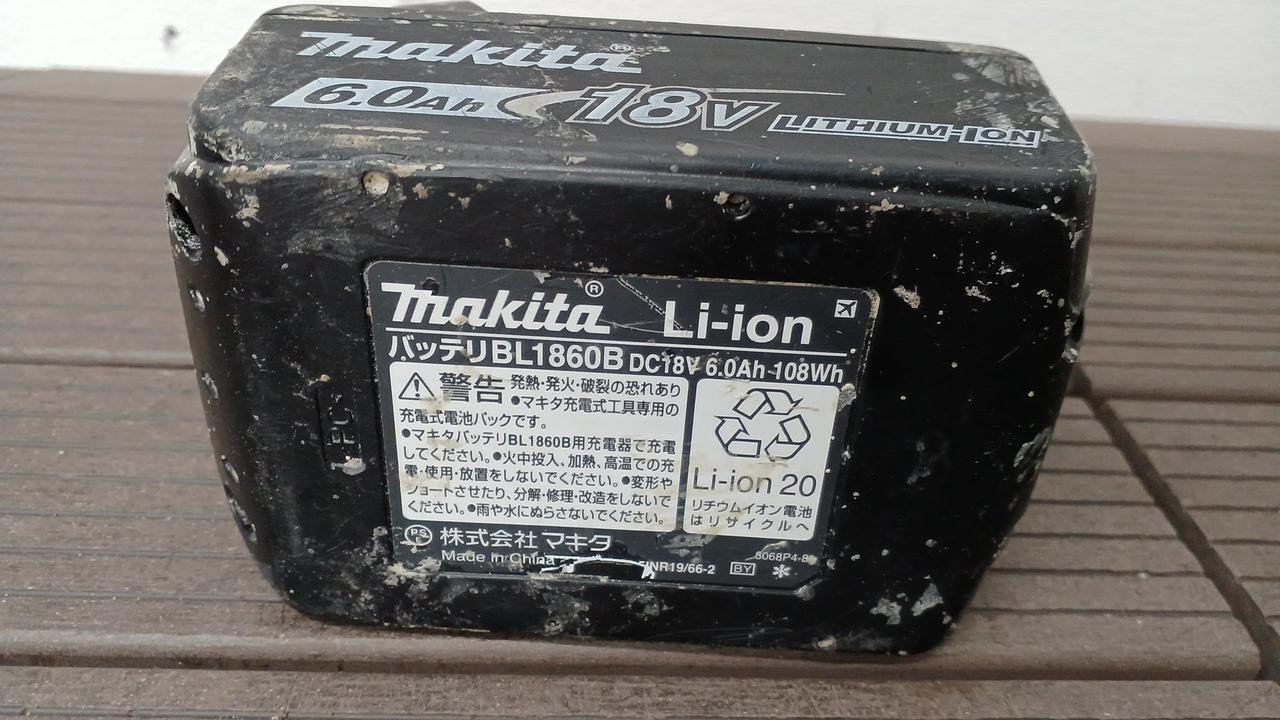 makita®
6.0Ah 18V LITHIUM-ION
makita® Li-ion
バッテリBL1860B DC18V 6.0Ah 108Wh
⚠警告 発熱・発火・破裂の恐れあり
●マキタ充電式工具専用の
充電式電池パックです。
●マキタバッテリBL1860B用充電器で充電
してください。●火中投入、加熱、高温での充
電・使用・放置をしないでください。●変形や
ショートさせたり、分解・修理・改造をしないで
ください。●雨や水にぬらさないでください。
Li-ion 20
リチウムイオン電池
はリサイクルへ
PS 株式会社 マキタ
Made in China
INR19/66-2 BY